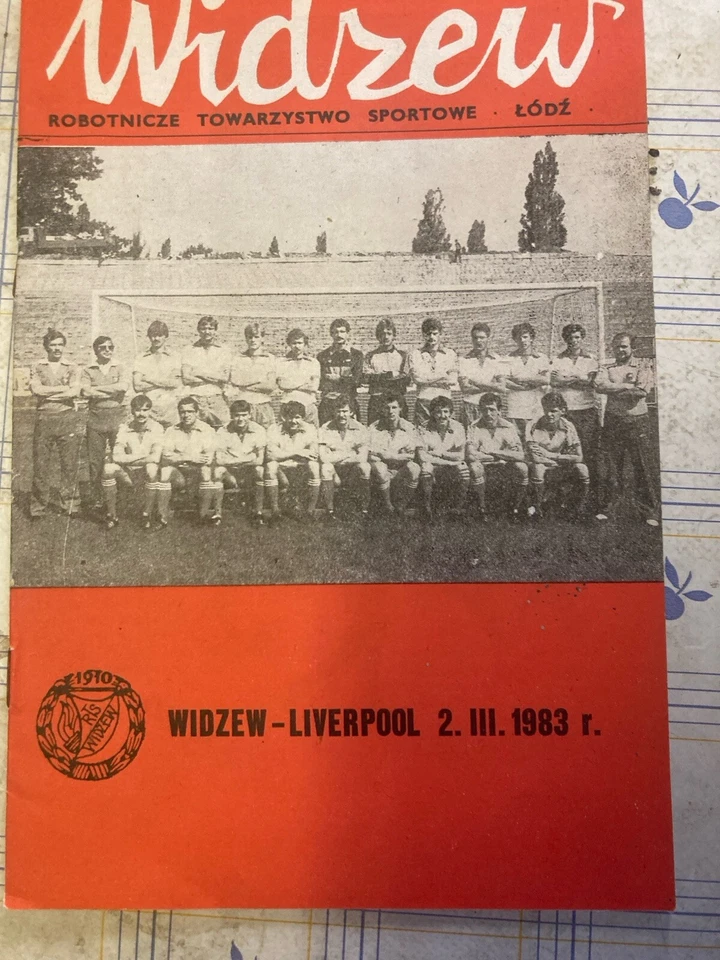 Widzew
ROBOTNICZE TOWARZYSTWO SPORTOWE · ŁÓDŹ
1910
RTS
WIDZEW
WIDZEW – LIVERPOOL 2. III. 1983 r.